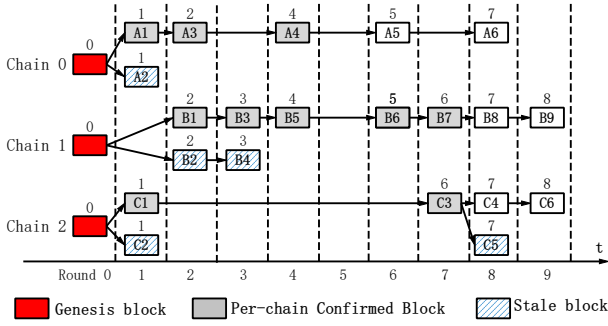 1 2 4 5 7
0 A1 A3 A4 A5 A6
Chain 0 1
A2
2 3 4 5 6 7 8
0 B1 B3 B5 B6 B7 B8 B9
Chain 1 2 3
B2 B4
1 6 7 8
0 C1 C3 C4 C6
Chain 2 1 7
C2 C5 t
Round 0 1 2 3 4 5 6 7 8 9
Genesis block Per-chain Confirmed Block Stale block